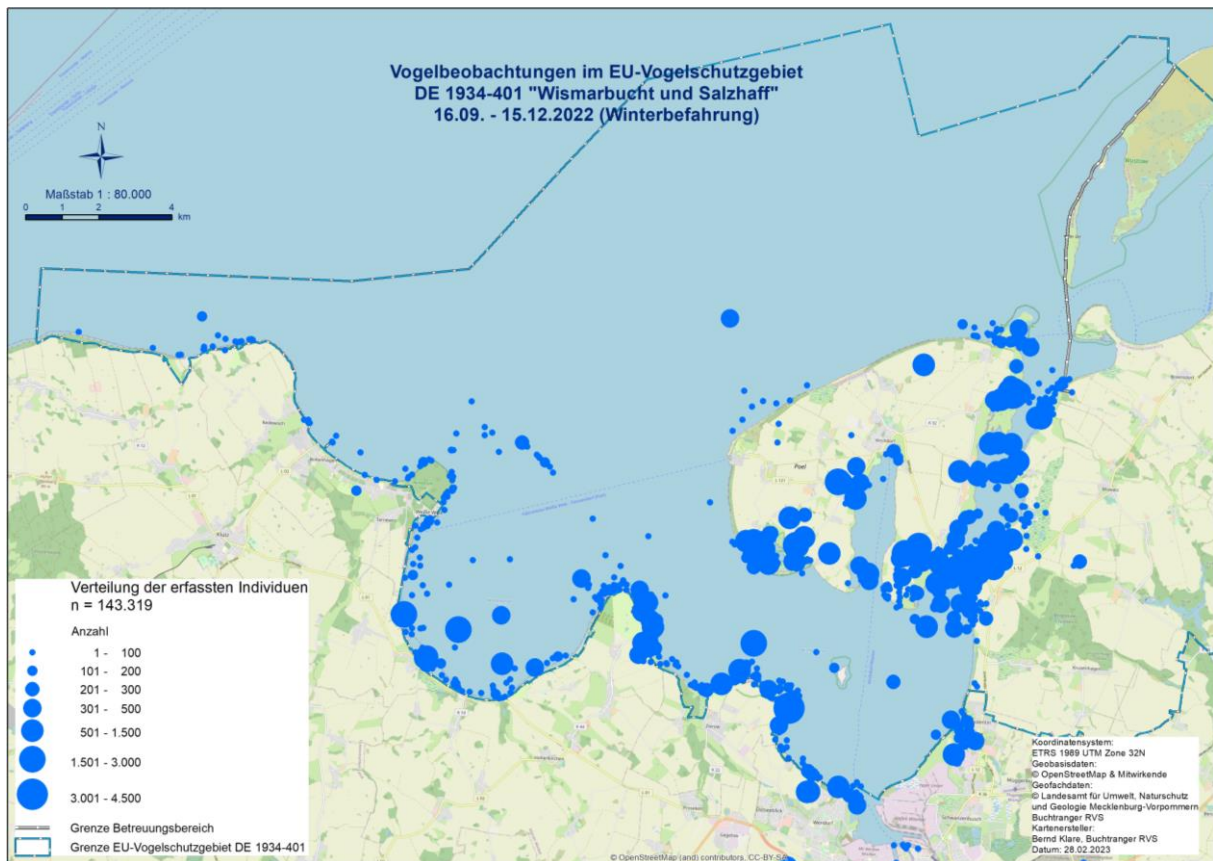 Vogelbeobachtungen im EU-Vogelschutzgebiet
DE 1934-401 "Wismarbucht und Salzhaff"
16.09. - 15.12.2022 (Winterbefahrung)
N
Maßstab 1 : 80.000
0 1 2 4
km
Poel
Verteilung der erfassten Individuen
n = 143.319
Anzahl
1 - 100
101 - 200
201 - 300
301 - 500
501 - 1.500
1.501 - 3.000
3.001 - 4.500
Grenze Betreuungsbereich
Grenze EU-Vogelschutzgebiet DE 1934-401
Koordinatensystem:
ETRS 1989 UTM Zone 32N
Geobasisdaten:
© OpenStreetMap & Mitwirkende
Geofachdaten:
© Landesamt für Umwelt, Naturschutz
und Geologie Mecklenburg-Vorpommern
Buchtranger RVS
Kartenersteller:
Bernd Klare, Buchtranger RVS
Datum: 28.02.2023
© OpenStreetMap (and) contributors, CC-BY-SA